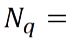 N_q =